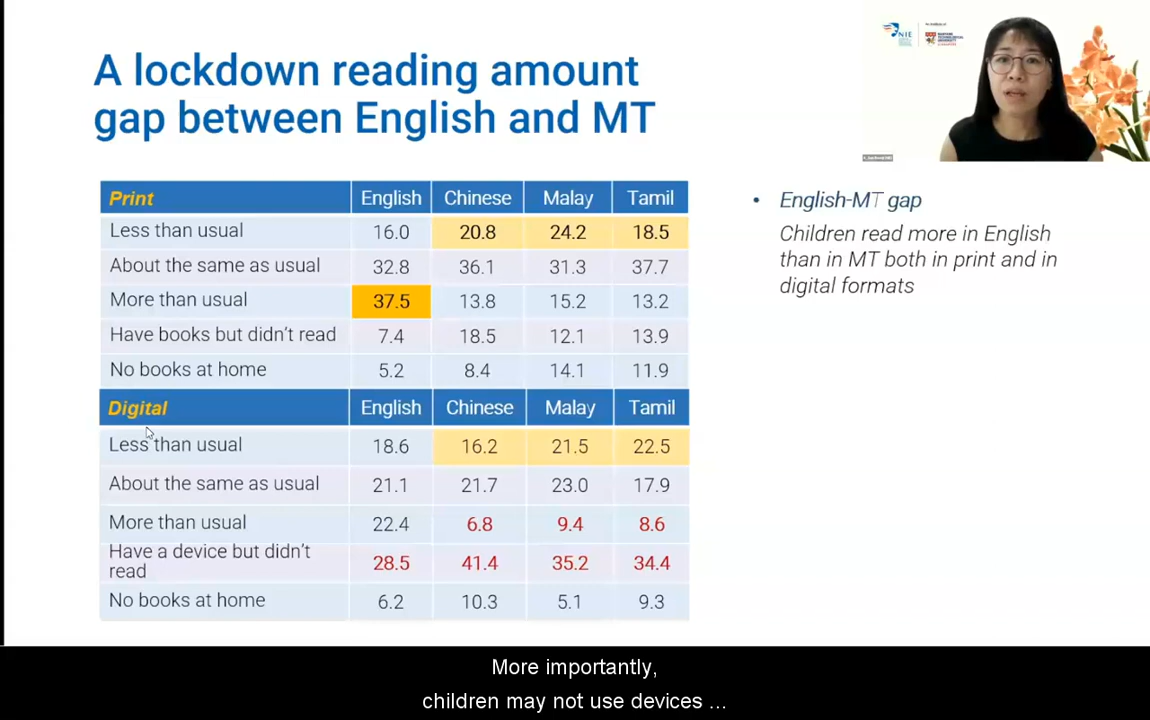 A lockdown reading amount
gap between English and MT
NIE
Print English Chinese Malay Tamil
Less than usual 16.0 20.8 24.2 18.5
About the same as usual 32.8 36.1 31.3 37.7
More than usual 37.5 13.8 15.2 13.2
Have books but didn't read 7.4 18.5 12.1 13.9
No books at home 5.2 8.4 14.1 11.9
Digital English Chinese Malay Tamil
Less than usual 18.6 16.2 21.5 22.5
About the same as usual 21.1 21.7 23.0 17.9
More than usual 22.4 6.8 9.4 8.6
Have a device but didn't
read 28.5 41.4 35.2 34.4
No books at home 6.2 10.3 5.1 9.3
• English-MT gap
Children read more in English
than in MT both in print and in
digital formats
More importantly,
children may not use devices ...